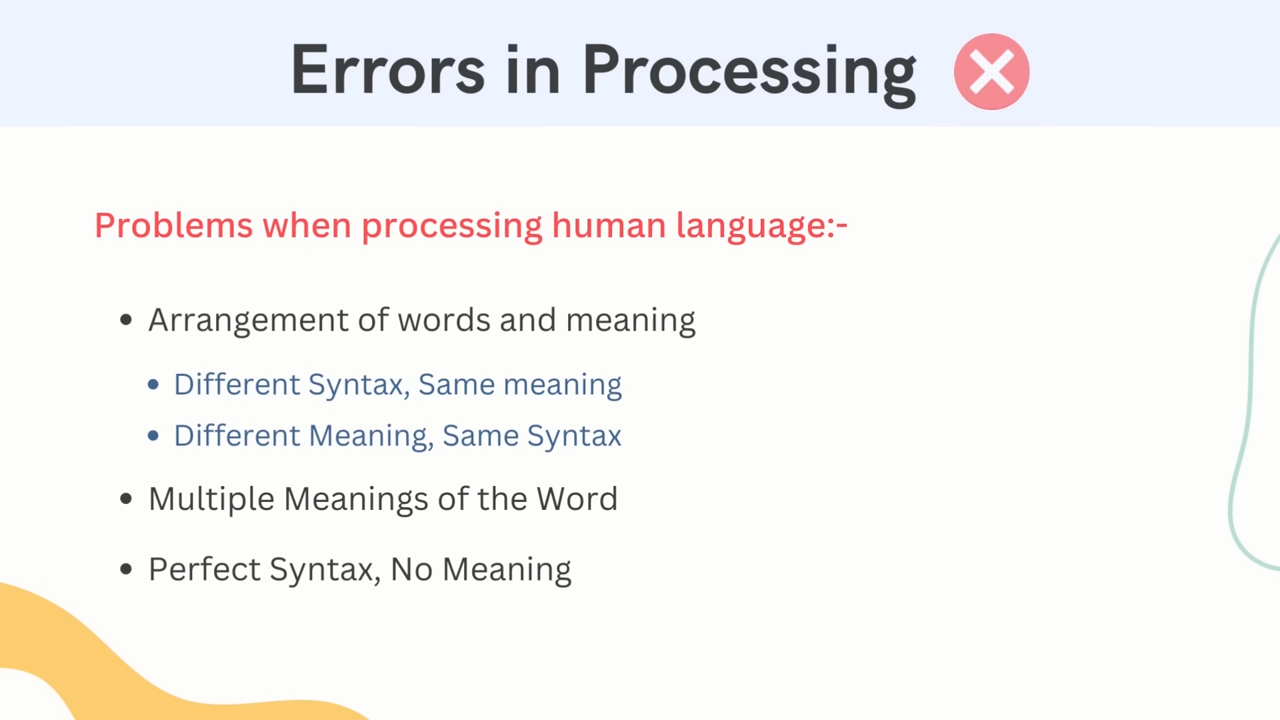 Errors in Processing
Problems when processing human language:-
• Arrangement of words and meaning
• Different Syntax, Same meaning
• Different Meaning, Same Syntax
• Multiple Meanings of the Word
• Perfect Syntax, No Meaning